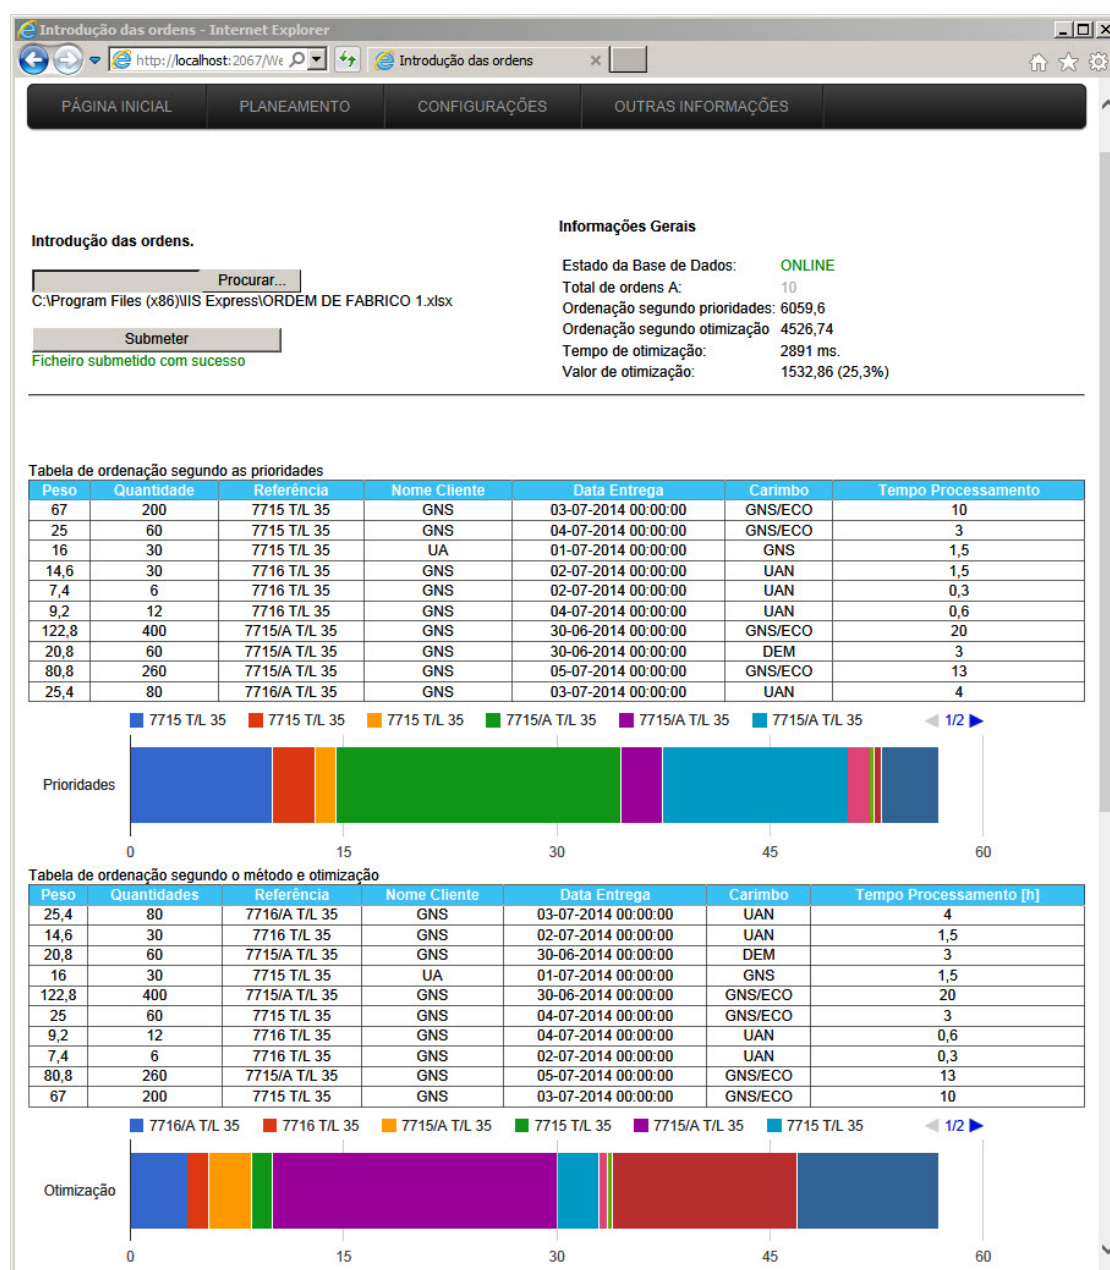 Introdução das ordens - Internet Explorer
http://localhost:2067/We
Introdução das ordens
PÁGINA INICIAL PLANEAMENTO CONFIGURAÇÕES OUTRAS INFORMAÇÕES
Introdução das ordens.
Procurar...
C:\Program Files (x86)\IIS Express\ORDEM DE FABRICO 1.xlsx
Submeter
Ficheiro submetido com sucesso
Informações Gerais
Estado da Base de Dados: ONLINE
Total de ordens A: 10
Ordenação segundo prioridades: 6059,6
Ordenação segundo otimização 4526,74
Tempo de otimização: 2891 ms.
Valor de otimização: 1532,86 (25,3%)
Tabela de ordenação segundo as prioridades
Peso Quantidade Referência Nome Cliente Data Entrega Carimbo Tempo Processamento
67 200 7715 T/L 35 GNS 03-07-2014 00:00:00 GNS/ECO 10
25 60 7715 T/L 35 GNS 04-07-2014 00:00:00 GNS/ECO 3
16 30 7715 T/L 35 UA 01-07-2014 00:00:00 GNS 1,5
14,6 30 7716 T/L 35 GNS 02-07-2014 00:00:00 UAN 1,5
7,4 6 7716 T/L 35 GNS 02-07-2014 00:00:00 UAN 0,3
9,2 12 7716 T/L 35 GNS 04-07-2014 00:00:00 UAN 0,6
122,8 400 7715/A T/L 35 GNS 30-06-2014 00:00:00 GNS/ECO 20
20,8 60 7715/A T/L 35 GNS 30-06-2014 00:00:00 DEM 3
80,8 260 7715/A T/L 35 GNS 05-07-2014 00:00:00 GNS/ECO 13
25,4 80 7716/A T/L 35 GNS 03-07-2014 00:00:00 UAN 4
7715 T/L 35 7715 T/L 35 7715 T/L 35 7715/A T/L 35 7715/A T/L 35 7715/A T/L 35 1/2
Prioridades
0 15 30 45 60
Tabela de ordenação segundo o método e otimização
Peso Quantidades Referência Nome Cliente Data Entrega Carimbo Tempo Processamento [h]
25,4 80 7716/A T/L 35 GNS 03-07-2014 00:00:00 UAN 4
14,6 30 7716 T/L 35 GNS 02-07-2014 00:00:00 UAN 1,5
20,8 60 7715/A T/L 35 GNS 30-06-2014 00:00:00 DEM 3
16 30 7715 T/L 35 UA 01-07-2014 00:00:00 GNS 1,5
122,8 400 7715/A T/L 35 GNS 30-06-2014 00:00:00 GNS/ECO 20
25 60 7715 T/L 35 GNS 04-07-2014 00:00:00 GNS/ECO 3
9,2 12 7716 T/L 35 GNS 04-07-2014 00:00:00 UAN 0,6
7,4 6 7716 T/L 35 GNS 02-07-2014 00:00:00 UAN 0,3
80,8 260 7715/A T/L 35 GNS 05-07-2014 00:00:00 GNS/ECO 13
67 200 7715 T/L 35 GNS 03-07-2014 00:00:00 GNS/ECO 10
7716/A T/L 35 7716 T/L 35 7715/A T/L 35 7715 T/L 35 7715/A T/L 35 7715 T/L 35 1/2
Otimização
0 15 30 45 60